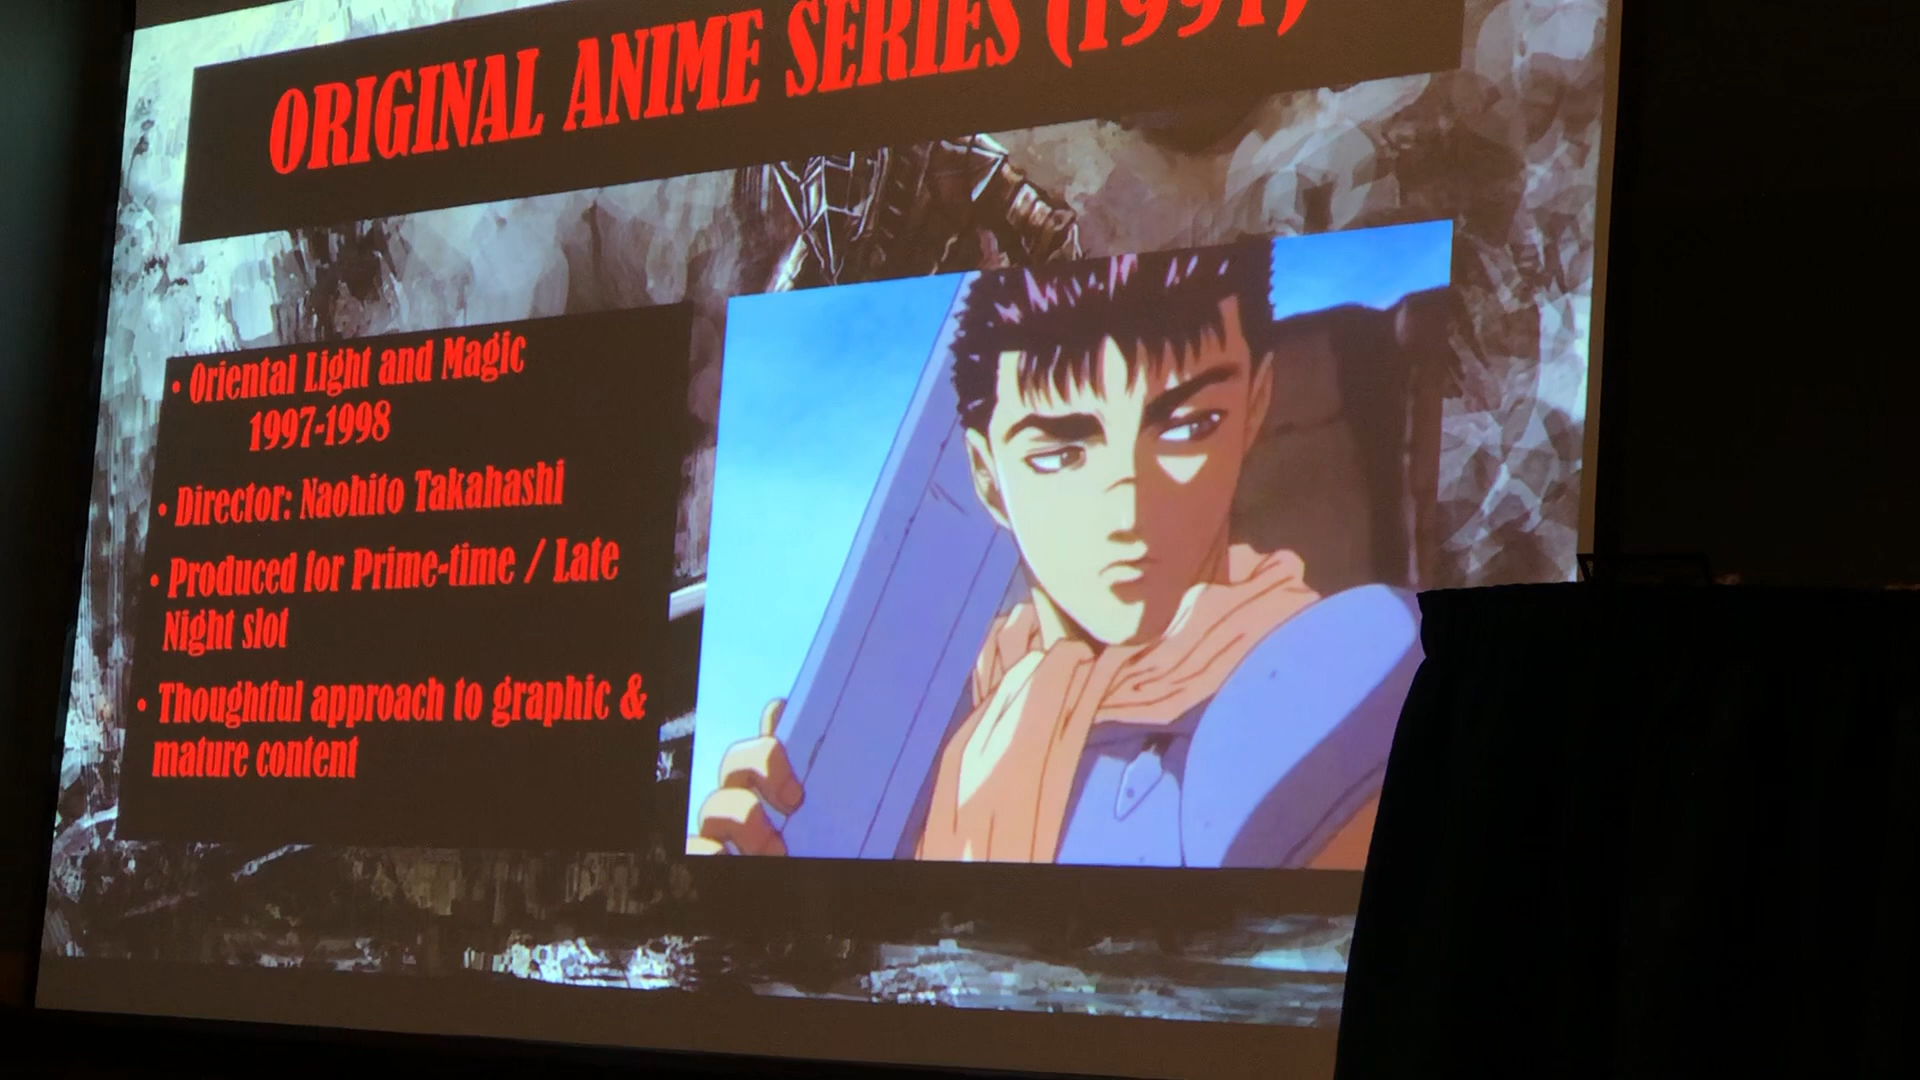 ORIGINAL ANIME SERIES (1997)
• Oriental Light and Magic
1997-1998
• Director: Naohito Takahashi
• Produced for Prime-time / Late
Night slot
• Thoughtful approach to graphic &
mature content